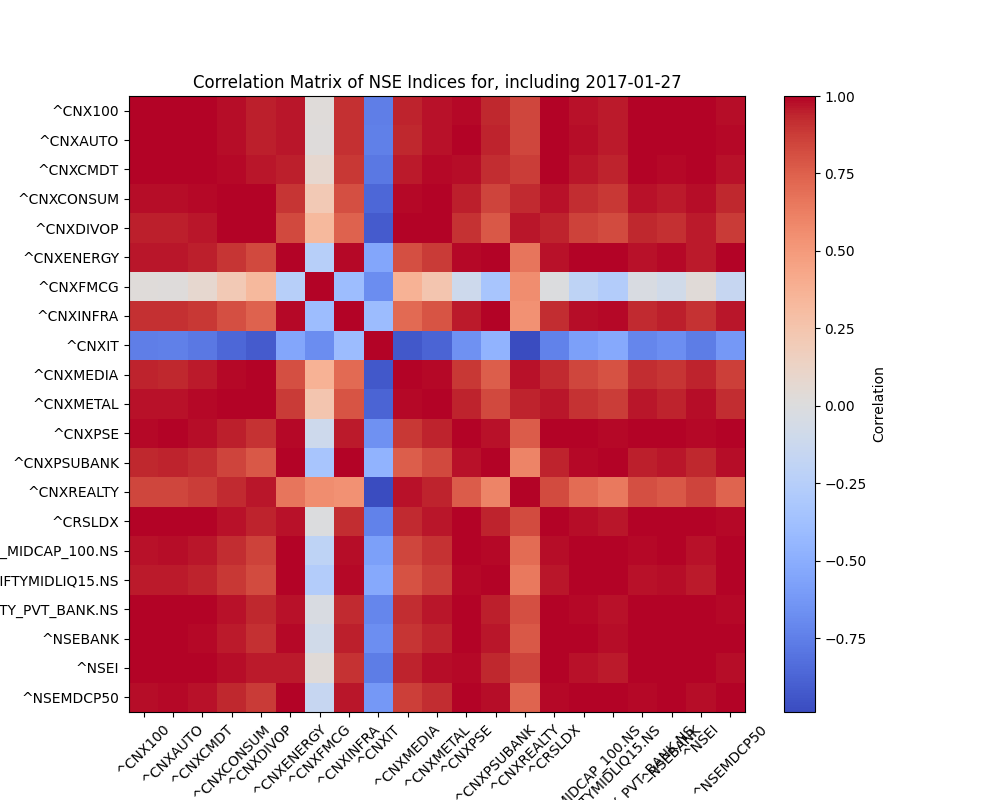 Correlation Matrix of NSE Indices for, including 2017-01-27
^CNX100
^CNXAUTO
^CNXCMDT
^CNXCONSUM
^CNXDIVOP
^CNXENERGY
^CNXFMCG
^CNXINFRA
^CNXIT
^CNXMEDIA
^CNXMETAL
^CNXPSE
^CNXPSUBANK
^CNXREALTY
^CRSLDX
_MIDCAP_100.NS
IFTYMIDLIQ15.NS
TY_PVT_BANK.NS
^NSEBANK
^NSEI
^NSEMDCP50
^CNX100
^CNXAUTO
^CNXCMDT
^CNXCONSUM
^CNXDIVOP
^CNXENERGY
^CNXFMCG
^CNXINFRA
^CNXIT
^CNXMEDIA
^CNXMETAL
^CNXPSE
^CNXPSUBANK
^CNXREALTY
^CRSLDX
MIDCAP_100.NS
TYMIDLIQ15.NS
_PVT_BANK.NS
^NSEBANK
^NSEI
^NSEMDCP50
1.00
0.75
0.50
0.25
0.00
−0.25
−0.50
−0.75
Correlation